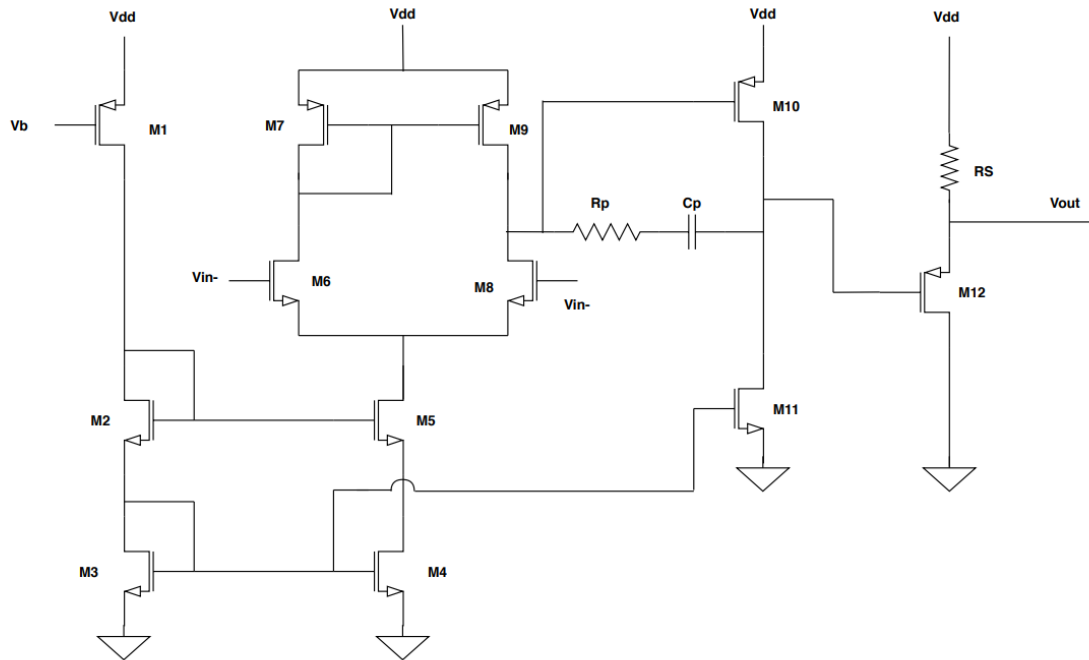 Vdd
Vdd
Vdd
Vdd
Vb
M1
M7
M9
M10
RS
Vout
Rp
Cp
Vin-
M6
M8
Vin-
M12
M2
M5
M11
M3
M4